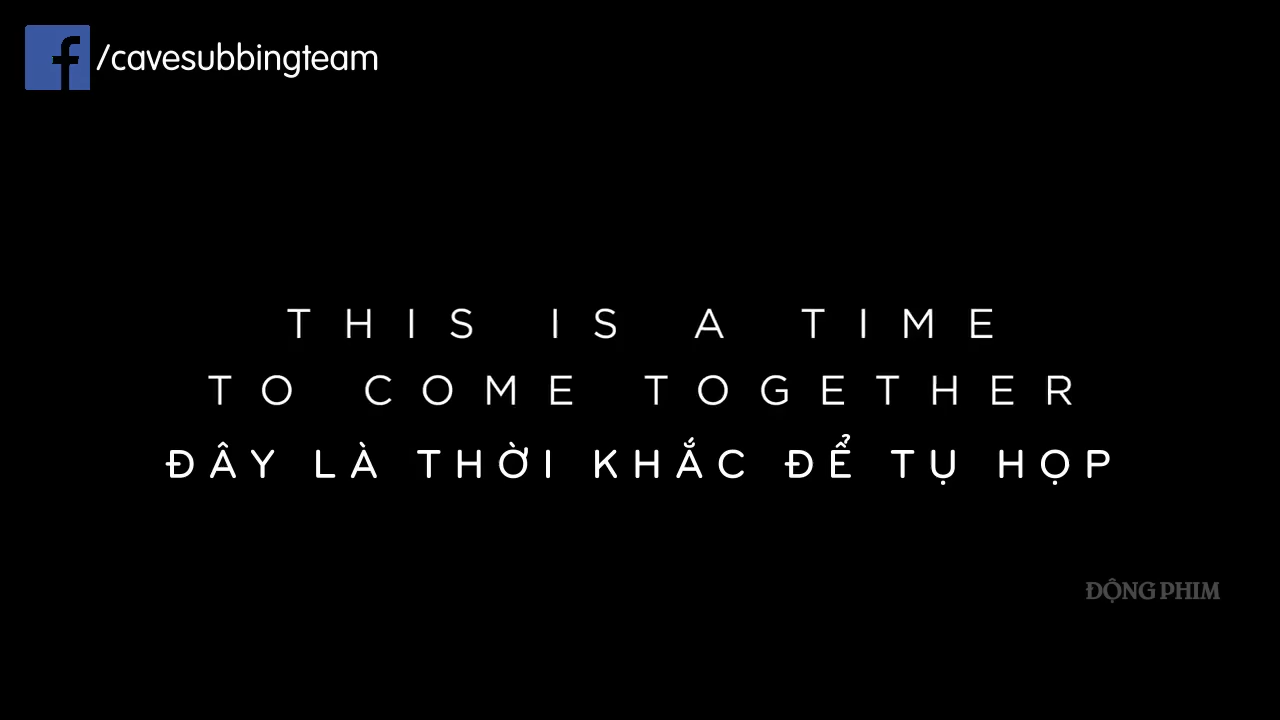 /cavesubbingteam
THIS IS A TIME
TO COME TOGETHER
ĐÂY LÀ THỜI KHẮC ĐỂ TỤ HỌP
ĐỘNG PHIM